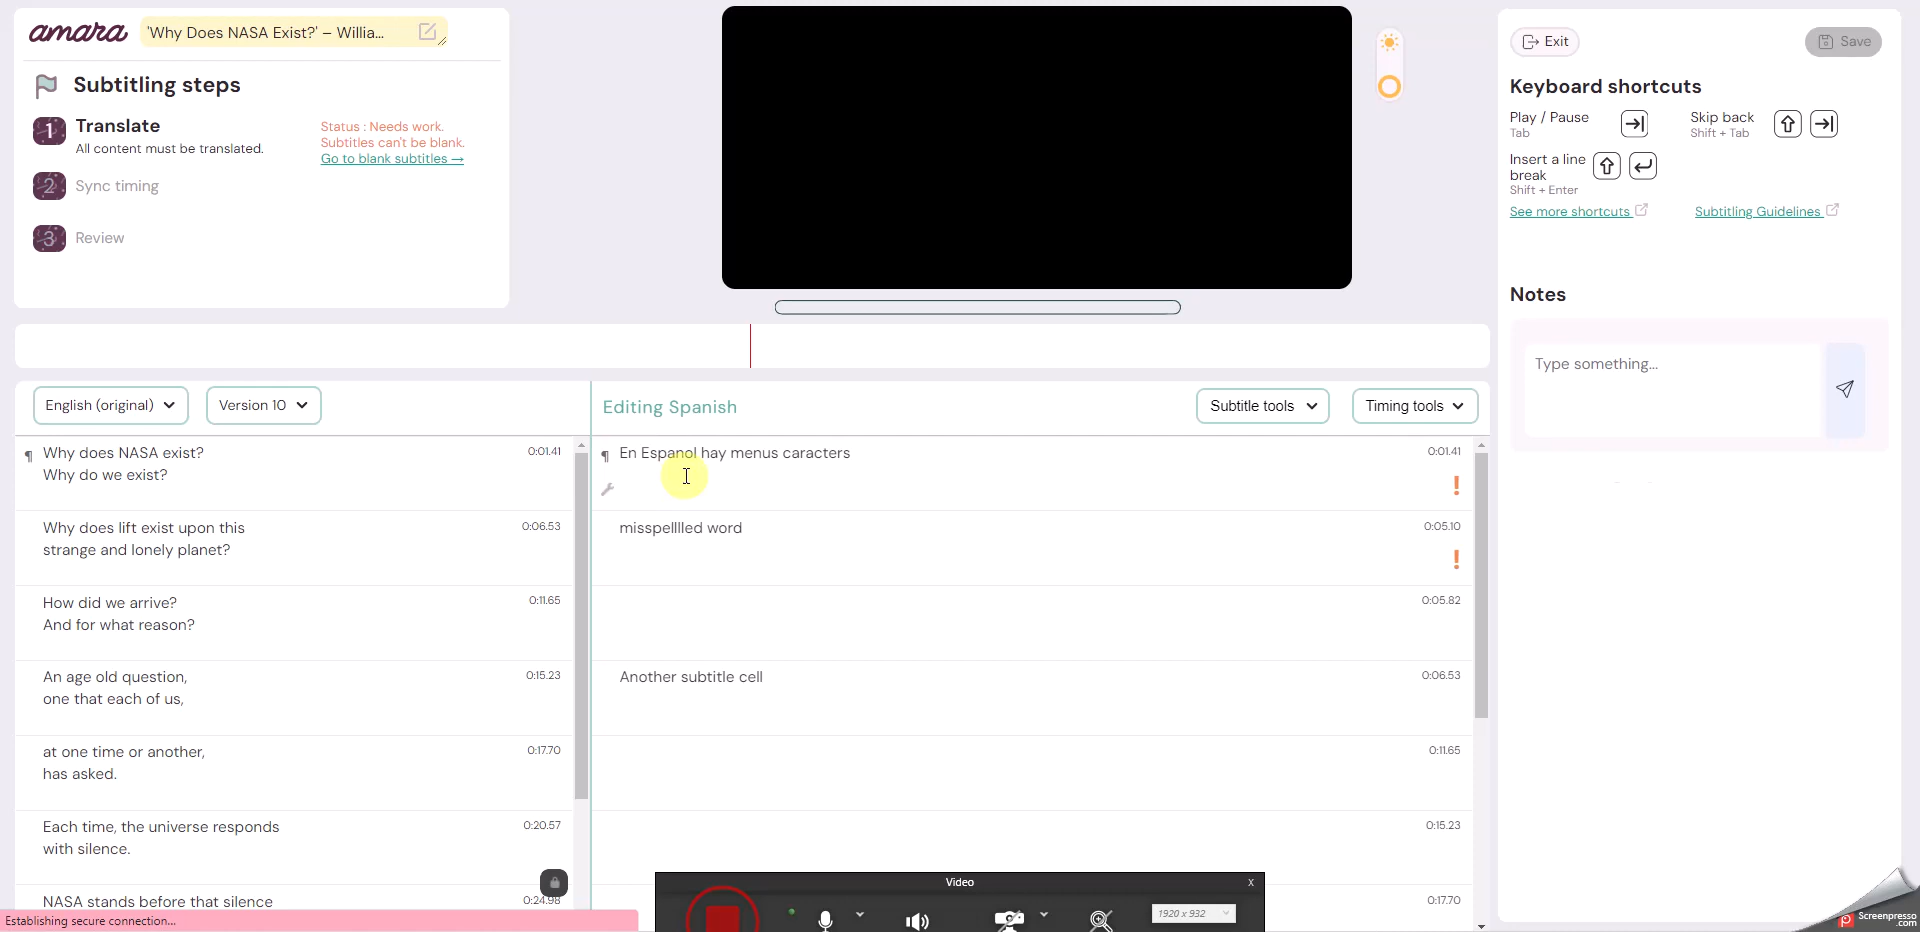 amara
'Why Does NASA Exist?' – Willia...
Subtitling steps
1 Translate
All content must be translated.
Status : Needs work.
Subtitles can't be blank.
Go to blank subtitles →
2 Sync timing
3 Review
Exit
Save
Keyboard shortcuts
Play / Pause
Tab
Skip back
Shift + Tab
Insert a line
break
Shift + Enter
See more shortcuts
Subtitling Guidelines
Notes
Type something...
English (original)
Version 10
Editing Spanish
Subtitle tools
Timing tools
¶ Why does NASA exist?
Why do we exist?
0:01.41
Why does lift exist upon this
strange and lonely planet?
0:06.53
How did we arrive?
And for what reason?
0:11.65
An age old question,
one that each of us,
0:15.23
at one time or another,
has asked.
0:17.70
Each time, the universe responds
with silence.
0:20.57
NASA stands before that silence
0:24.98
¶ En Espanol hay menus caracters
0:01.41
!
misspelllled word
0:05.10
!
0:05.82
Another subtitle cell
0:06.53
0:11.65
0:15.23
0:17.70
Establishing secure connection...
Video
x
1920 x 932
Screenpresso
.com